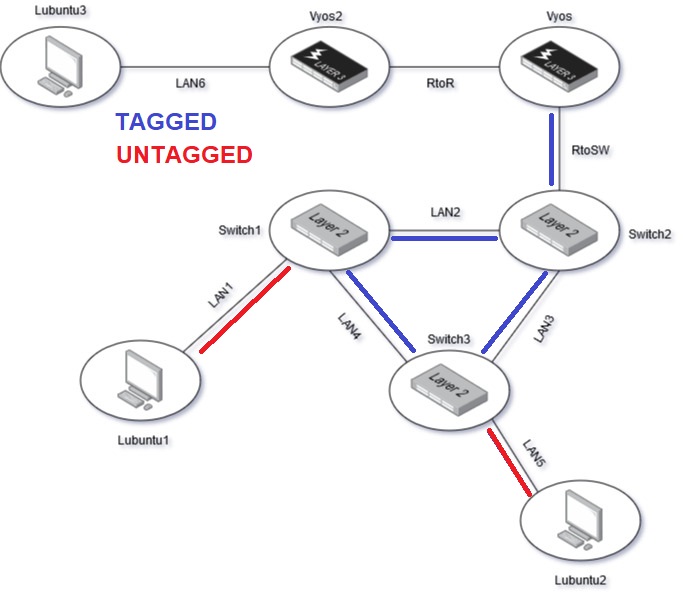 Lubuntu3
Vyos2
Vyos
LAYER 3
LAYER 3
LAN6
RtoR
TAGGED
UNTAGGED
RtoSW
LAN2
Switch1
Layer 2
Layer 2
Switch2
LAN1
LAN4
LAN3
Switch3
Layer 2
Lubuntu1
LAN5
Lubuntu2